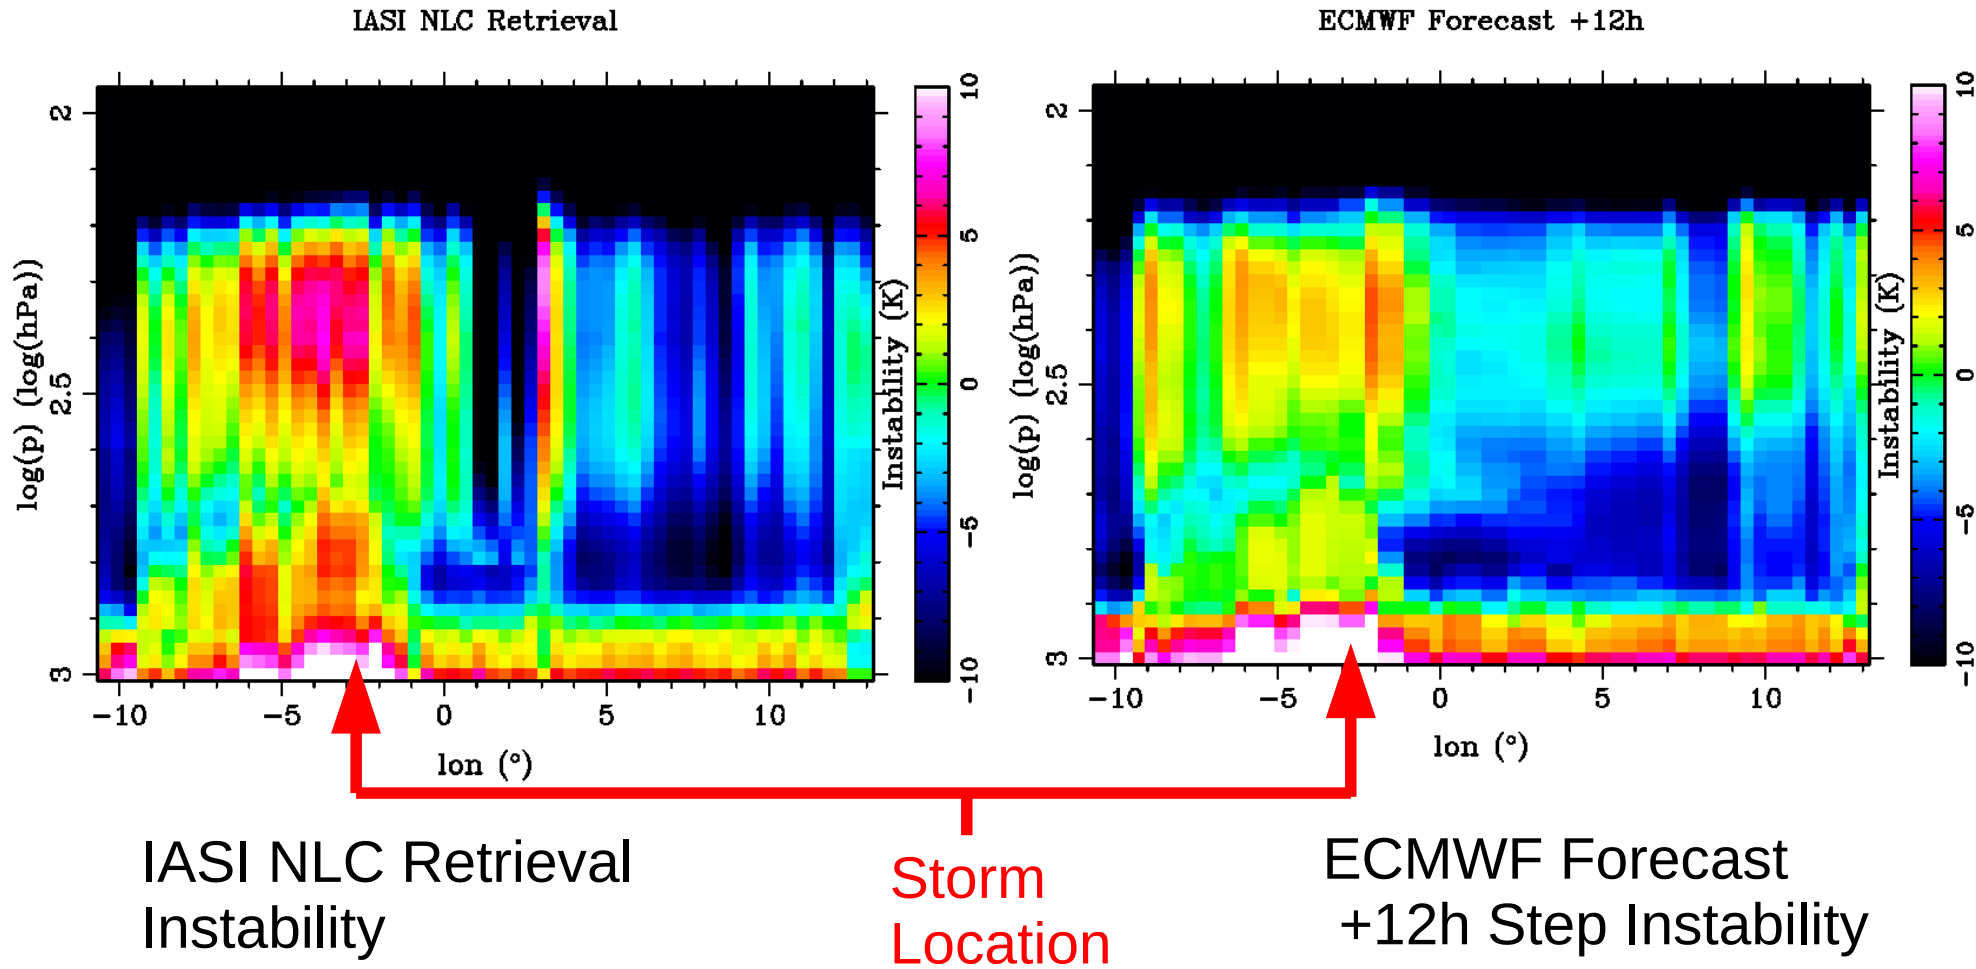 IASI NLC Retrieval
ECMWF Forecast +12h
2
2.5
3
log(p) (log(hPa))
-10
-5
0
5
10
lon (°)
10
5
0
-5
-10
Instability (K)
2
2.5
3
log(p) (log(hPa))
-10
-5
0
5
10
lon (°)
10
5
0
-5
-10
Instability (K)
IASI NLC Retrieval
Instability
Storm
Location
ECMWF Forecast
+12h Step Instability